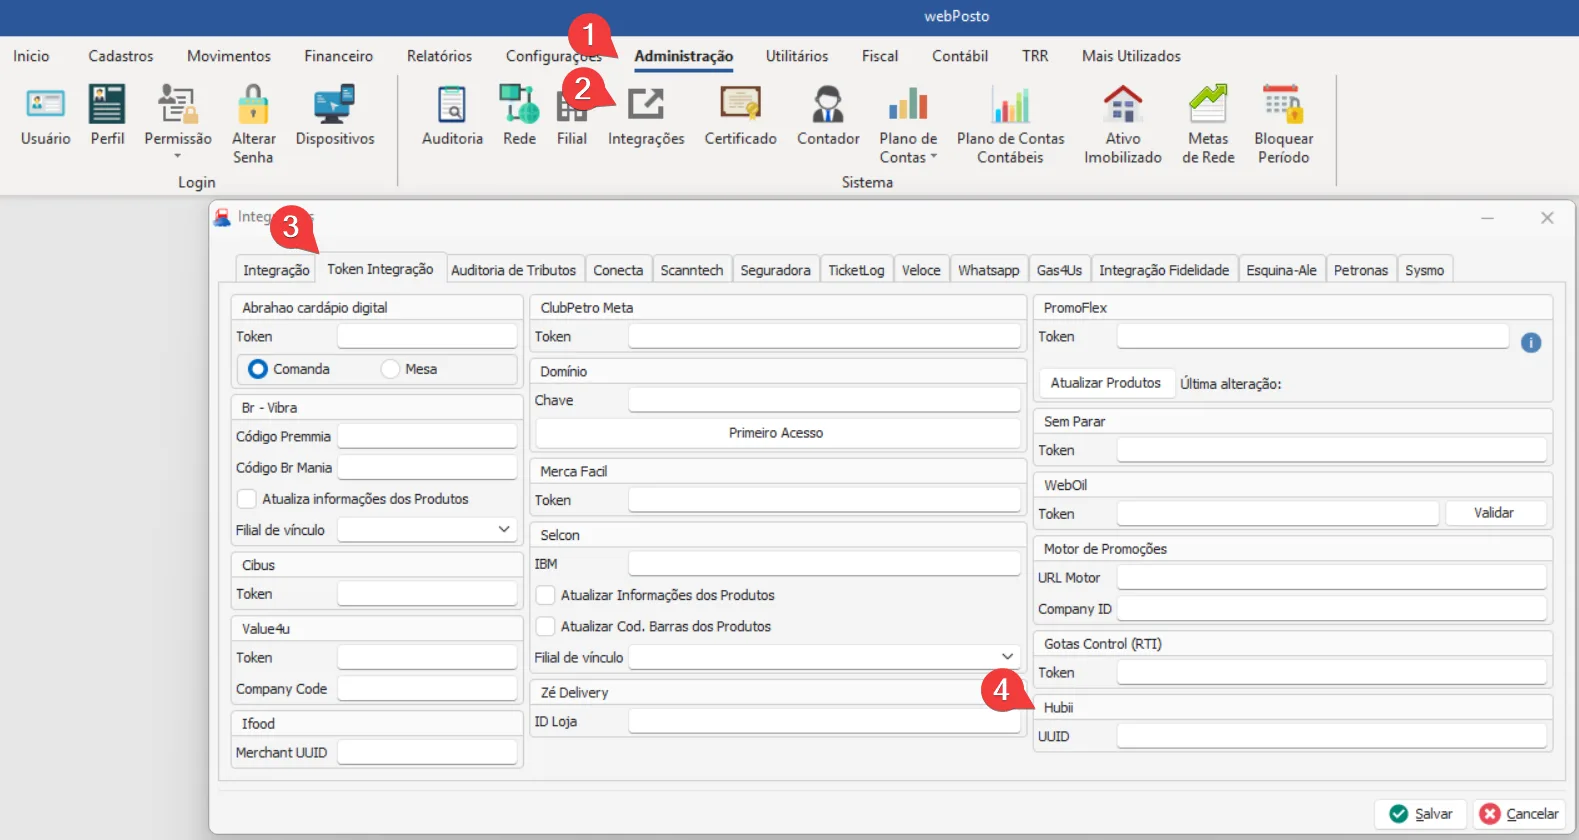 webPosto
Inicio Cadastros Movimentos Financeiro Relatórios Configurações Administração Utilitários Fiscal Contábil TRR Mais Utilizados
1
2
Usuário Perfil Permissão Alterar Senha Dispositivos Auditoria Rede Filial Integrações Certificado Contador Plano de Contas Plano de Contas Contábeis Ativo Imobilizado Metas de Rede Bloquear Período
Login Sistema
3
Integração Token Integração Auditoria de Tributos Conecta Scanntech Seguradora TicketLog Veloce Whatsapp Gas4Us Integração Fidelidade Esquina-Ale Petronas Sysmo
Abrahao cardápio digital
Token
Comanda Mesa
Br - Vibra
Código Premmia
Código Br Mania
Atualiza informações dos Produtos
Filial de vínculo
Cibus
Token
Value4u
Token
Company Code
Ifood
Merchant UUID
ClubPetro Meta
Token
Domínio
Chave
Primeiro Acesso
Merca Facil
Token
Selcon
IBM
Atualizar Informações dos Produtos
Atualizar Cod. Barras dos Produtos
Filial de vínculo
Zé Delivery
ID Loja
PromoFlex
Token
i
Atualizar Produtos Última alteração:
Sem Parar
Token
WebOil
Token Validar
Motor de Promoções
URL Motor
Company ID
Gotas Control (RTI)
Token
4
Hubii
UUID
Salvar Cancelar